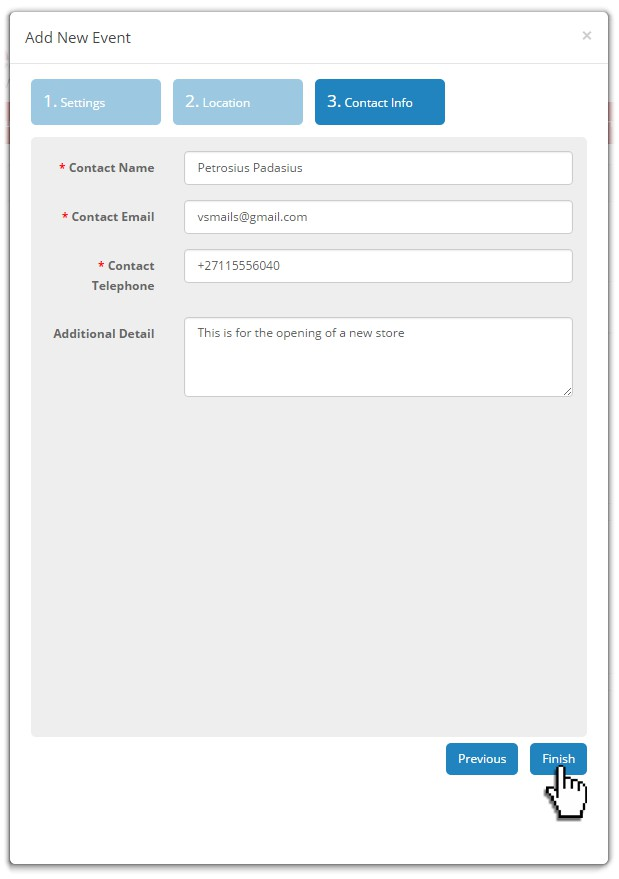 Add New Event ×
1. Settings 2. Location 3. Contact Info
* Contact Name Petrosius Padasius
* Contact Email vsmails@gmail.com
* Contact Telephone +27115556040
Additional Detail This is for the opening of a new store
Previous Finish